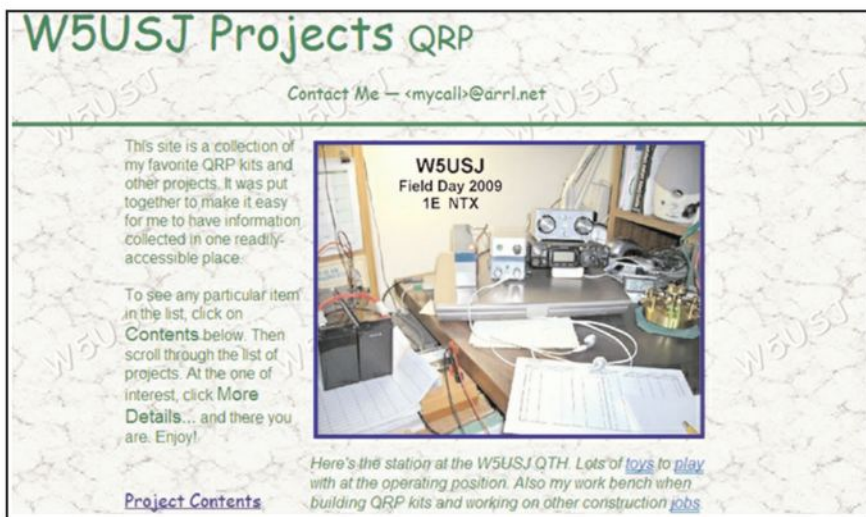 W5USJ Projects QRP
Contact Me — <mycall>@arrl.net
This site is a collection of
my favorite QRP kits and
other projects. It was put
together to make it easy
for me to have information
collected in one readily-
accessible place.
To see any particular item
in the list, click on
Contents below. Then
scroll through the list of
projects. At the one of
interest, click More
Details... and there you
are. Enjoy!
Project Contents
W5USJ
Field Day 2009
1E NTX
Here's the station at the W5USJ QTH. Lots of toys to play
with at the operating position. Also my work bench when
building QRP kits and working on other construction jobs
W5USJ
W5USJ
W5USJ
W5USJ
W5USJ